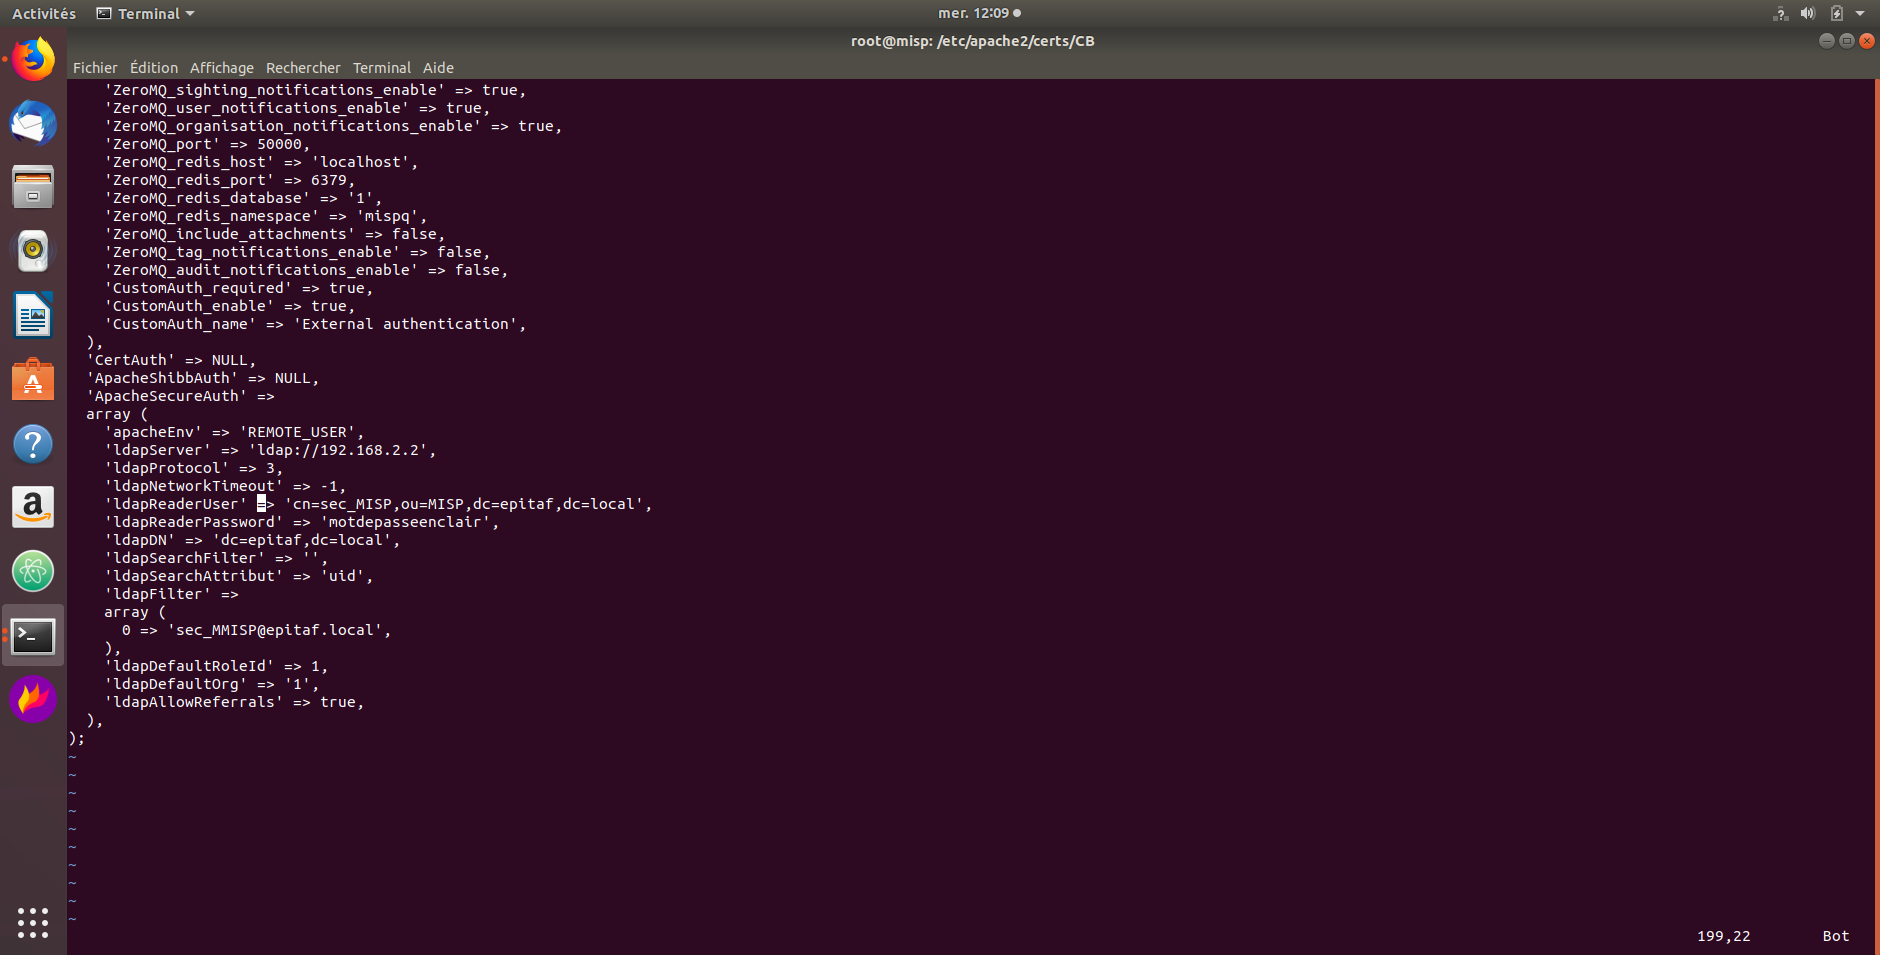 Activités Terminal mer. 12:09
root@misp: /etc/apache2/certs/CB
Fichier Édition Affichage Rechercher Terminal Aide
'ZeroMQ_sighting_notifications_enable' => true,
'ZeroMQ_user_notifications_enable' => true,
'ZeroMQ_organisation_notifications_enable' => true,
'ZeroMQ_port' => 50000,
'ZeroMQ_redis_host' => 'localhost',
'ZeroMQ_redis_port' => 6379,
'ZeroMQ_redis_database' => '1',
'ZeroMQ_redis_namespace' => 'mispq',
'ZeroMQ_include_attachments' => false,
'ZeroMQ_tag_notifications_enable' => false,
'ZeroMQ_audit_notifications_enable' => false,
'CustomAuth_required' => true,
'CustomAuth_enable' => true,
'CustomAuth_name' => 'External authentication',
),
'CertAuth' => NULL,
'ApacheShibbAuth' => NULL,
'ApacheSecureAuth' =>
array (
'apacheEnv' => 'REMOTE_USER',
'ldapServer' => 'ldap://192.168.2.2',
'ldapProtocol' => 3,
'ldapNetworkTimeout' => -1,
'ldapReaderUser' => 'cn=sec_MISP,ou=MISP,dc=epitaf,dc=local',
'ldapReaderPassword' => 'motdepasseenclair',
'ldapDN' => 'dc=epitaf,dc=local',
'ldapSearchFilter' => '',
'ldapSearchAttribut' => 'uid',
'ldapFilter' =>
array (
0 => 'sec_MMISP@epitaf.local',
),
'ldapDefaultRoleId' => 1,
'ldapDefaultOrg' => '1',
'ldapAllowReferrals' => true,
),
);
~
~
~
~
~
~
~
~
~
~
199,22 Bot